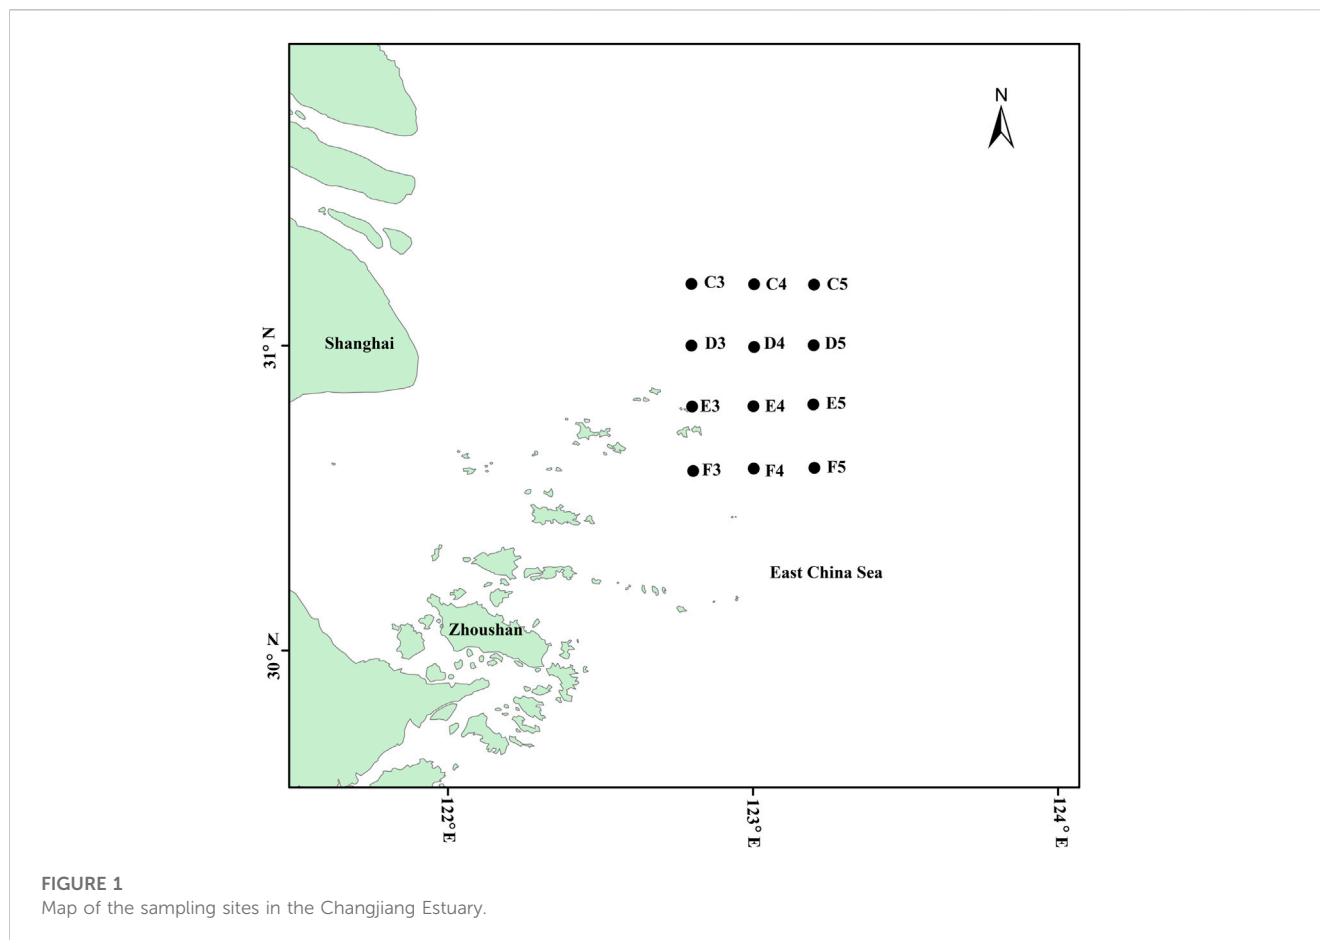 N
C3 C4 C5
31° N
Shanghai
D3 D4 D5
E3 E4 E5
F3 F4 F5
East China Sea
30° N
Zhoushan
122°E
123°E
124°E
FIGURE 1
Map of the sampling sites in the Changjiang Estuary.